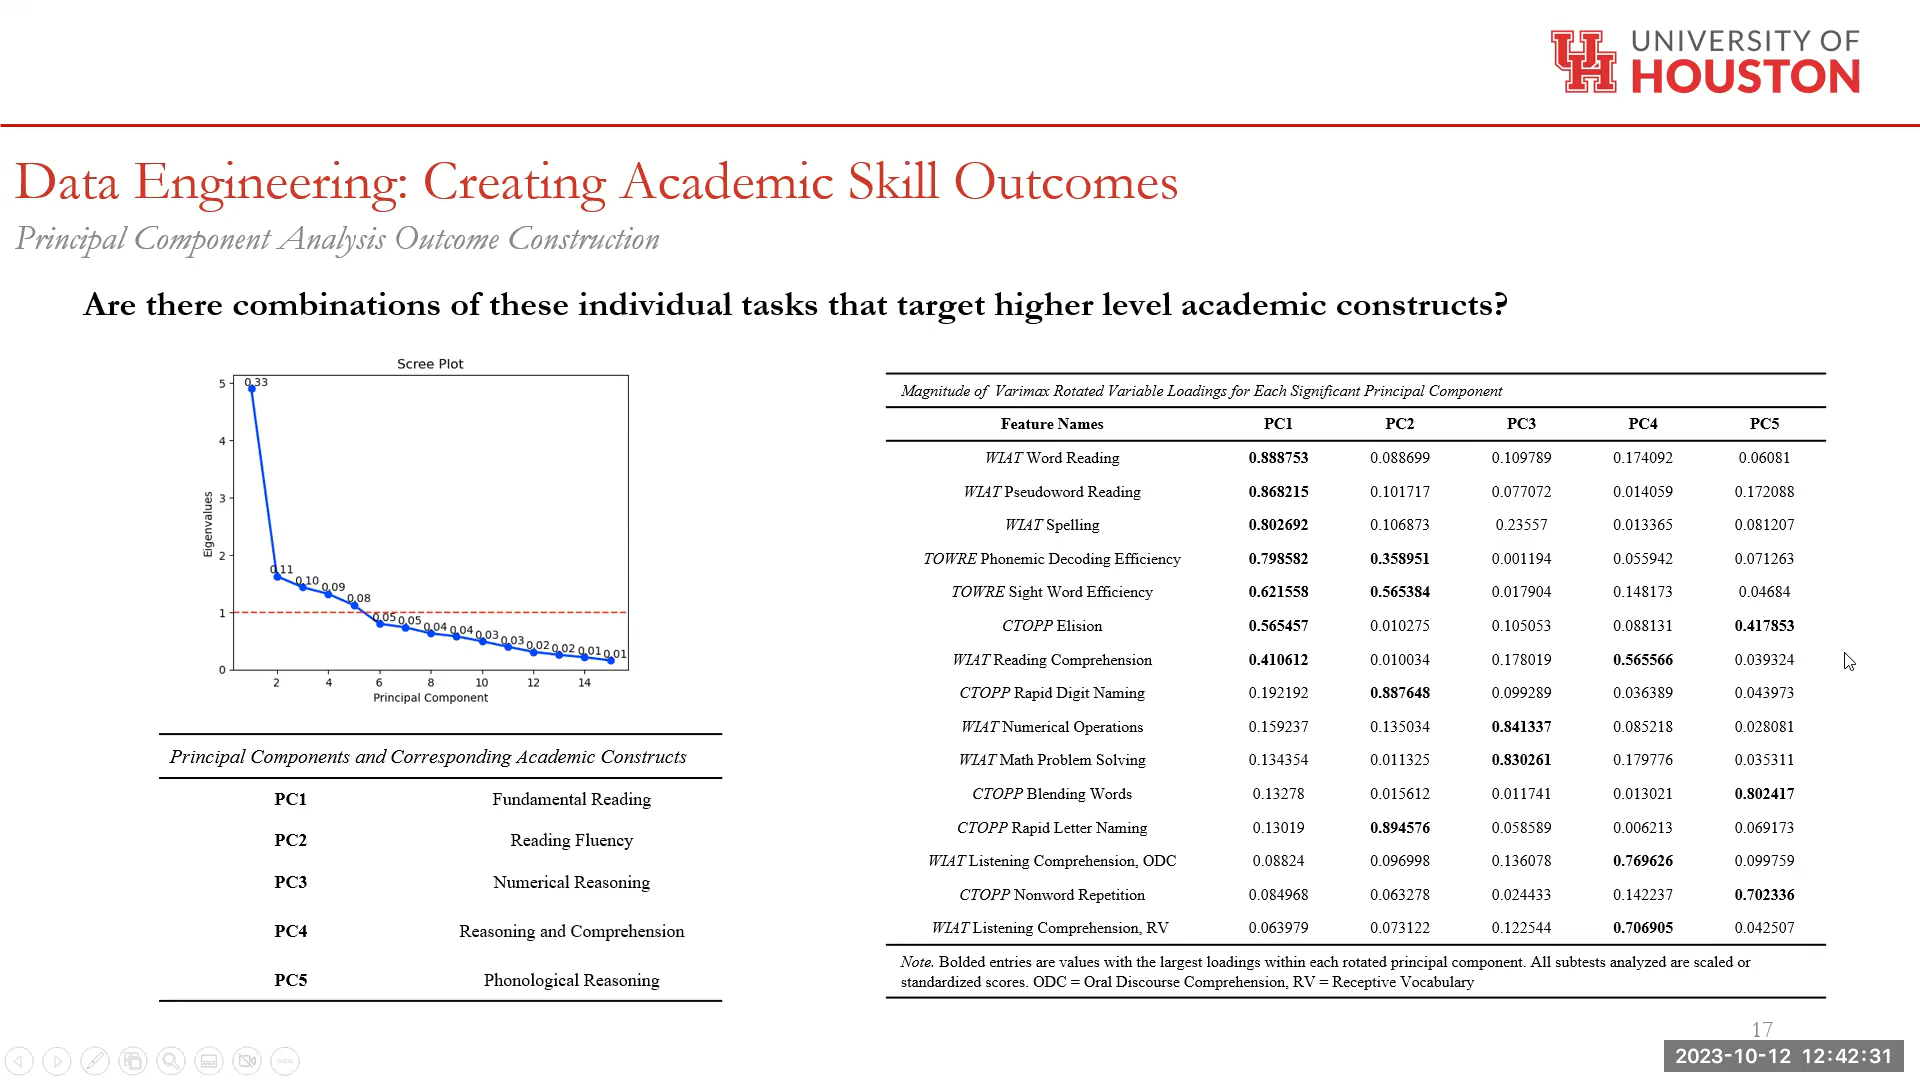 UNIVERSITY OF
HOUSTON
Data Engineering: Creating Academic Skill Outcomes
Principal Component Analysis Outcome Construction
Are there combinations of these individual tasks that target higher level academic constructs?
Scree Plot
Eigenvalues
5
4
3
2
1
0
0.33
0.11
0.10
0.09
0.08
0.05
0.05
0.04
0.04
0.03
0.03
0.02
0.02
0.01
0.01
2 4 6 8 10 12 14
Principal Component
Principal Components and Corresponding Academic Constructs
PC1 Fundamental Reading
PC2 Reading Fluency
PC3 Numerical Reasoning
PC4 Reasoning and Comprehension
PC5 Phonological Reasoning
Magnitude of Varimax Rotated Variable Loadings for Each Significant Principal Component
Feature Names PC1 PC2 PC3 PC4 PC5
WIAT Word Reading 0.888753 0.088699 0.109789 0.174092 0.06081
WIAT Pseudoword Reading 0.868215 0.101717 0.077072 0.014059 0.172088
WIAT Spelling 0.802692 0.106873 0.23557 0.013365 0.081207
TOWRE Phonemic Decoding Efficiency 0.798582 0.358951 0.001194 0.055942 0.071263
TOWRE Sight Word Efficiency 0.621558 0.565384 0.017904 0.148173 0.04684
CTOPP Elision 0.565457 0.010275 0.105053 0.088131 0.417853
WIAT Reading Comprehension 0.410612 0.010034 0.178019 0.565566 0.039324
CTOPP Rapid Digit Naming 0.192192 0.887648 0.099289 0.036389 0.043973
WIAT Numerical Operations 0.159237 0.135034 0.841337 0.085218 0.028081
WIAT Math Problem Solving 0.134354 0.011325 0.830261 0.179776 0.035311
CTOPP Blending Words 0.13278 0.015612 0.011741 0.013021 0.802417
CTOPP Rapid Letter Naming 0.13019 0.894576 0.058589 0.006213 0.069173
WIAT Listening Comprehension, ODC 0.08824 0.096998 0.136078 0.769626 0.099759
CTOPP Nonword Repetition 0.084968 0.063278 0.024433 0.142237 0.702336
WIAT Listening Comprehension, RV 0.063979 0.073122 0.122544 0.706905 0.042507
Note. Bolded entries are values with the largest loadings within each rotated principal component. All subtests analyzed are scaled or
standardized scores. ODC = Oral Discourse Comprehension, RV = Receptive Vocabulary
17
2023-10-12 12:42:31